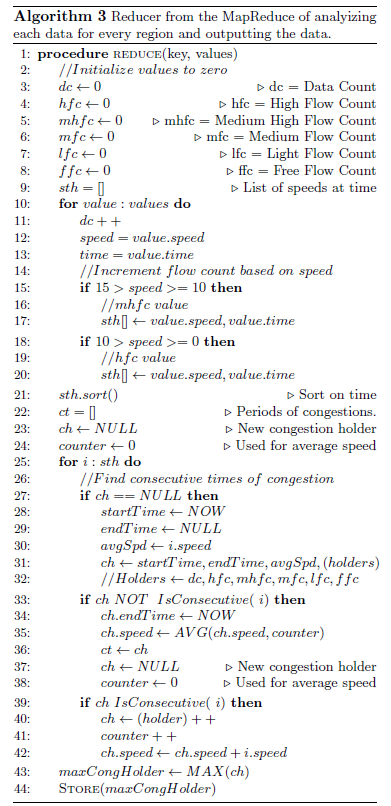 Algorithm 3 Reducer from the MapReduce of analyizing
each data for every region and outputting the data.
1: procedure REDUCE(key, values)
2: //Initialize values to zero
3: dc ← 0 ▷ dc = Data Count
4: hfc ← 0 ▷ hfc = High Flow Count
5: mhfc ← 0 ▷ mhfc = Medium High Flow Count
6: mfc ← 0 ▷ mfc = Medium Flow Count
7: lfc ← 0 ▷ lfc = Light Flow Count
8: ffc ← 0 ▷ ffc = Free Flow Count
9: sth = [] ▷ List of speeds at time
10: for value : values do
11: dc + +
12: speed = value.speed
13: time = value.time
14: //Increment flow count based on speed
15: if 15 > speed >= 10 then
16: //mhfc value
17: sth[] ← value.speed, value.time
18: if 10 > speed >= 0 then
19: //hfc value
20: sth[] ← value.speed, value.time
21: sth.sort() ▷ Sort on time
22: ct = [] ▷ Periods of congestions.
23: ch ← NULL ▷ New congestion holder
24: counter ← 0 ▷ Used for average speed
25: for i : sth do
26: //Find consecutive times of congestion
27: if ch == NULL then
28: startTime ← NOW
29: endTime ← NULL
30: avgSpd ← i.speed
31: ch ← startTime, endTime, avgSpd, (holders)
32: //Holders ← dc, hfc, mhfc, mfc, lfc, ffc
33: if ch NOT IsConsecutive( i) then
34: ch.endTime ← NOW
35: ch.speed ← AVG(ch.speed, counter)
36: ct ← ch
37: ch ← NULL ▷ New congestion holder
38: counter ← 0 ▷ Used for average speed
39: if ch IsConsecutive( i) then
40: ch ← (holder) + +
41: counter + +
42: ch.speed ← ch.speed + i.speed
43: maxCongHolder ← MAX(ch)
44: STORE(maxCongHolder)